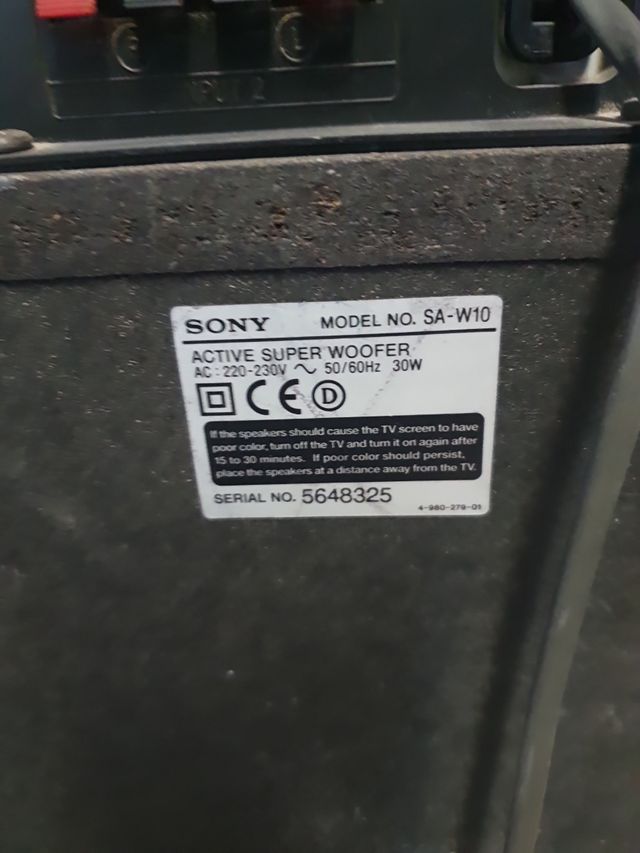 R L
INPUT 2
SONY MODEL NO. SA-W10
ACTIVE SUPER WOOFER
AC : 220-230V ~ 50/60Hz 30W
CE D
If the speakers should cause the TV screen to have
poor color, turn off the TV and turn it on again after
15 to 30 minutes. If poor color should persist,
place the speakers at a distance away from the TV.
SERIAL NO. 5648325
4-980-279-01